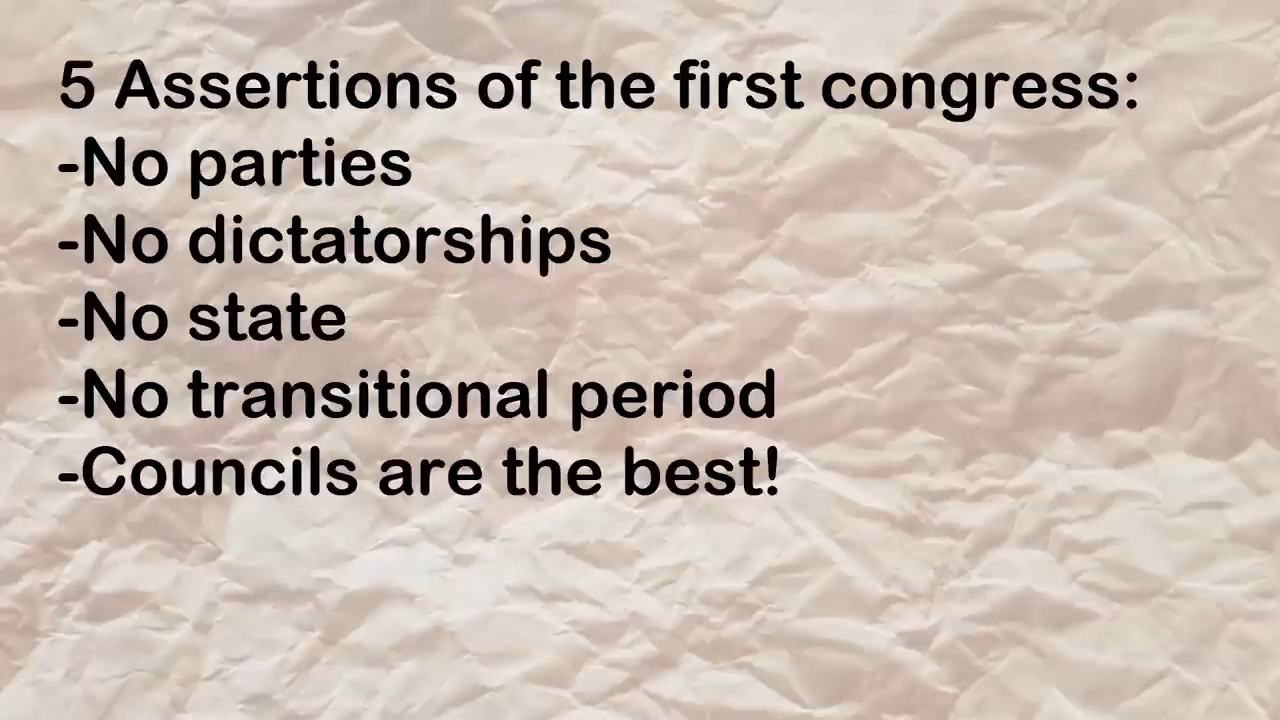 5 Assertions of the first congress:
-No parties
-No dictatorships
-No state
-No transitional period
-Councils are the best!